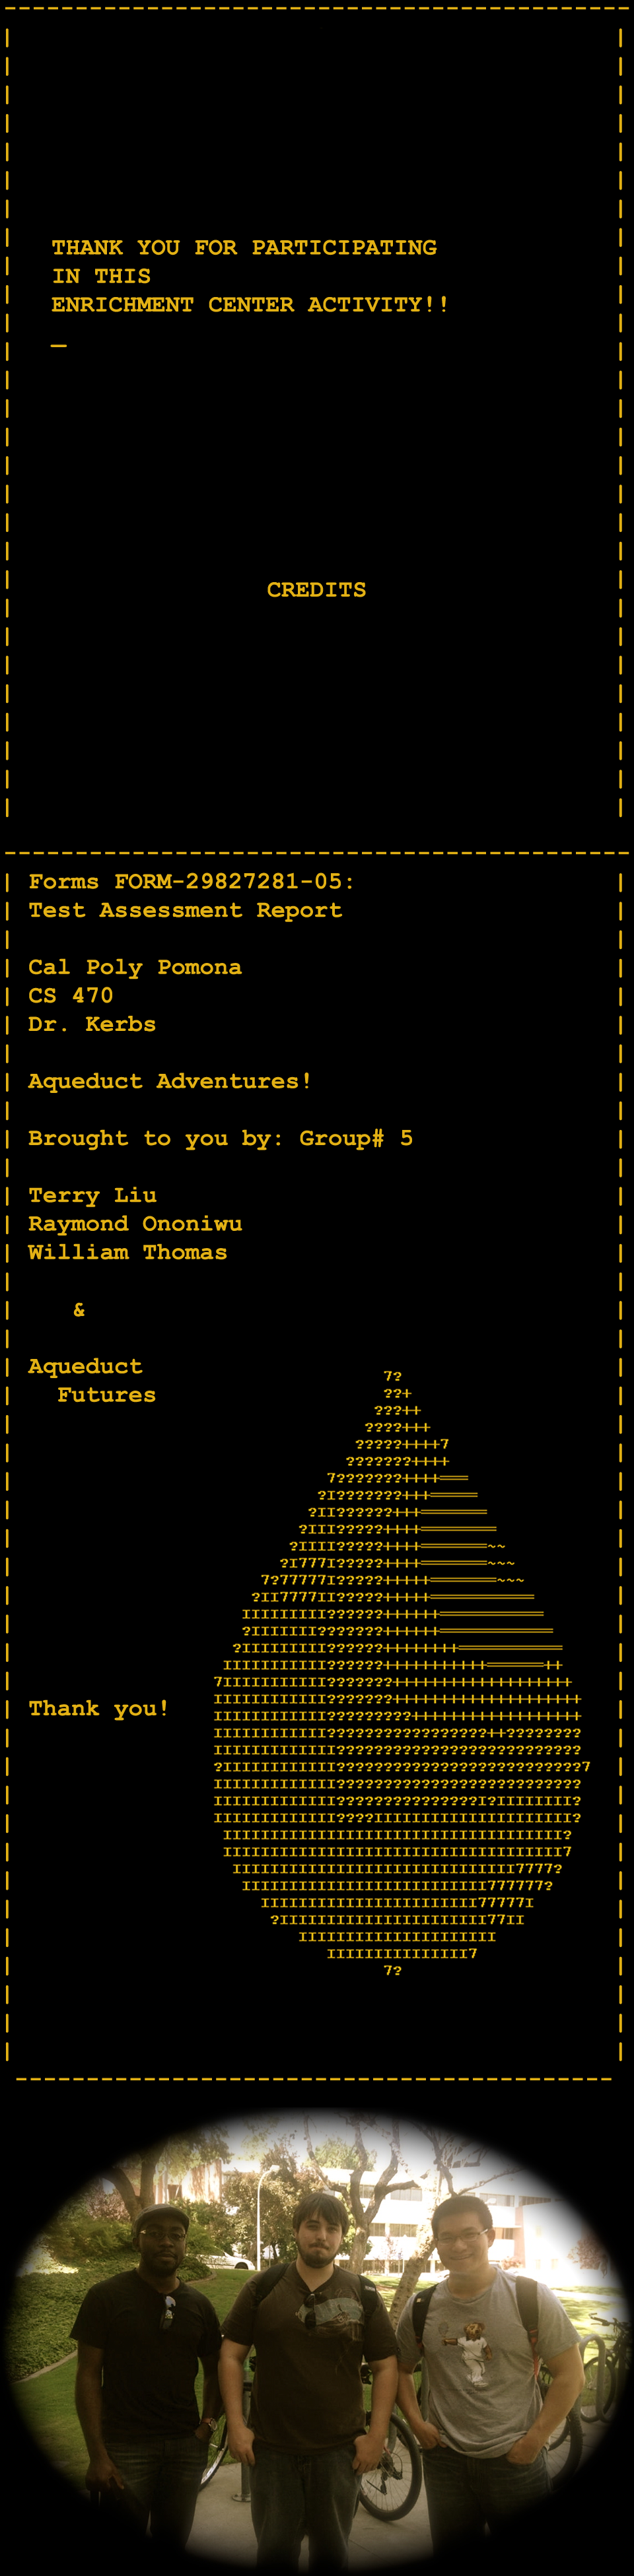 THANK YOU FOR PARTICIPATING
IN THIS
ENRICHMENT CENTER ACTIVITY!!
_
CREDITS
Forms FORM-29827281-05:
Test Assessment Report
Cal Poly Pomona
CS 470
Dr. Kerbs
Aqueduct Adventures!
Brought to you by: Group# 5
Terry Liu
Raymond Ononiwu
William Thomas
&
Aqueduct
Futures
Thank you!